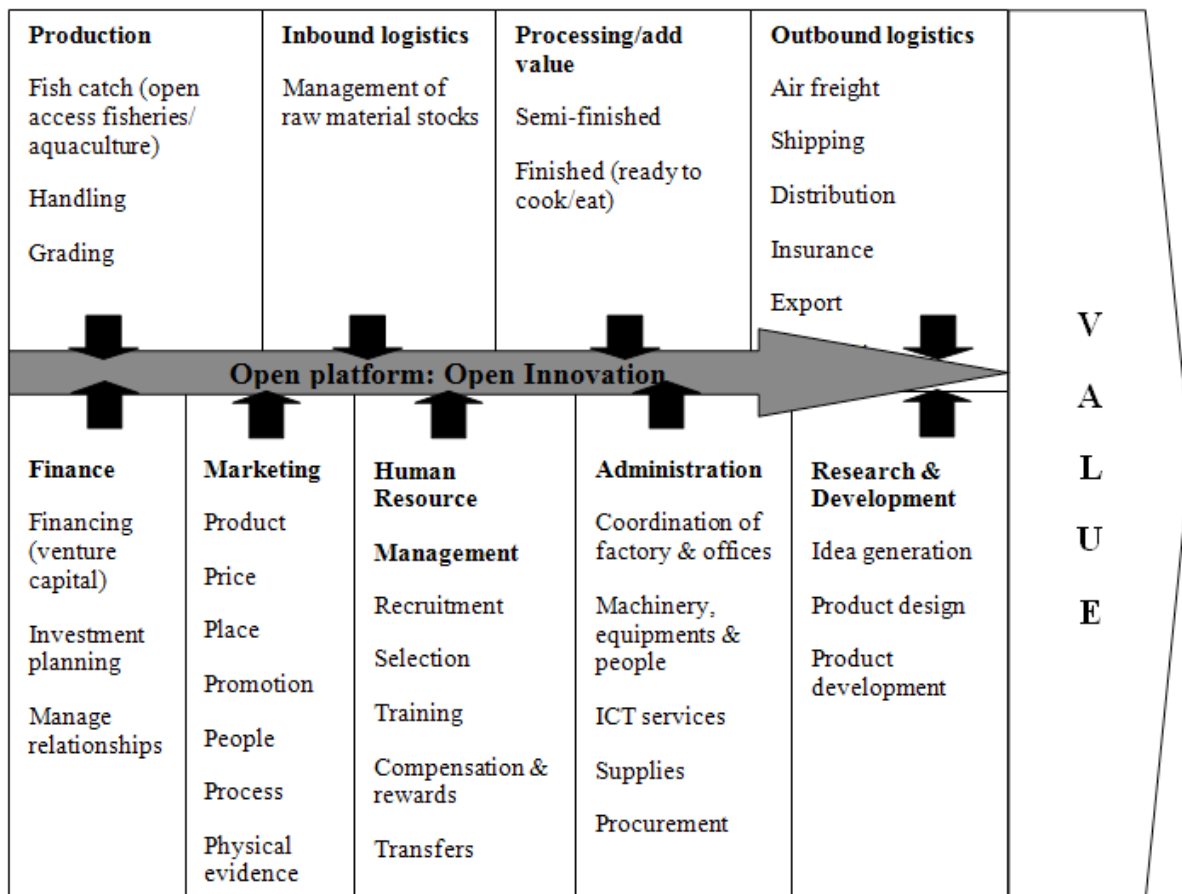 Production
Fish catch (open
access fisheries/
aquaculture)
Handling
Grading
Inbound logistics
Management of
raw material stocks
Processing/add
value
Semi-finished
Finished (ready to
cook/eat)
Outbound logistics
Air freight
Shipping
Distribution
Insurance
Export
Open platform: Open Innovation
Finance
Financing
(venture
capital)
Investment
planning
Manage
relationships
Marketing
Product
Price
Place
Promotion
People
Process
Physical
evidence
Human
Resource
Management
Recruitment
Selection
Training
Compensation &
rewards
Transfers
Administration
Coordination of
factory & offices
Machinery,
equipments &
people
ICT services
Supplies
Procurement
Research &
Development
Idea generation
Product design
Product
development
V
A
L
U
E